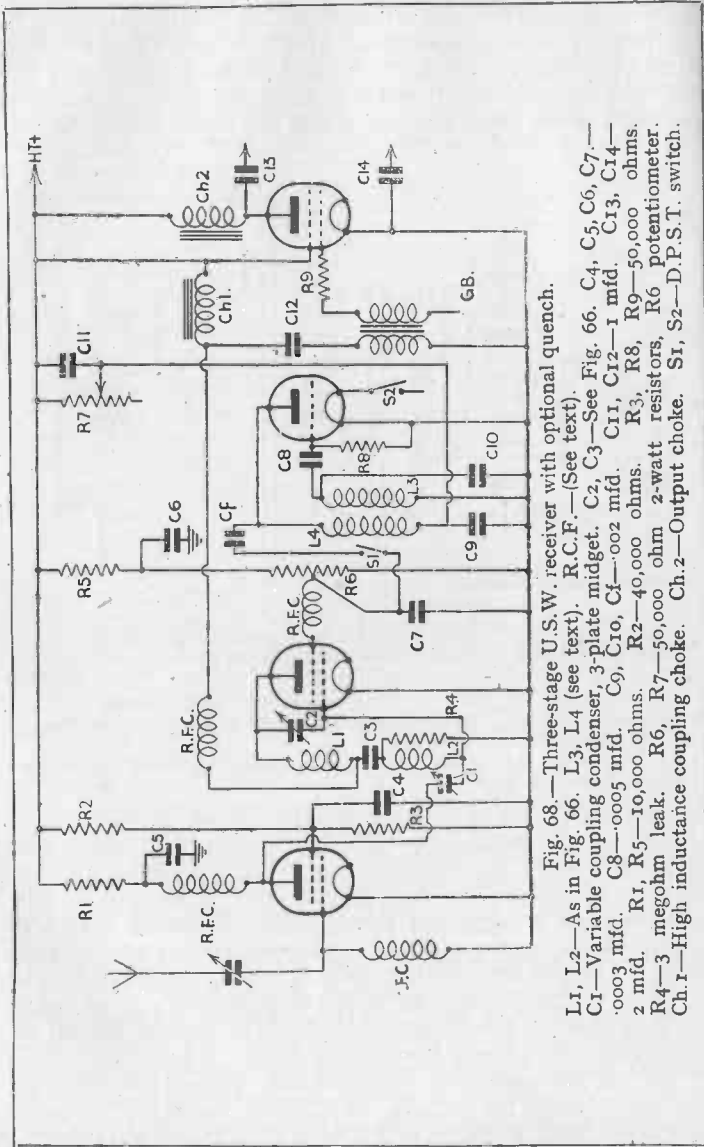 HT+
Ch2
C13
C14
R9
Ch1
C12
GB.
C11
R7
S2
C8
R8
L3
C10
Cf
L4
C9
C6
R5
S1
R6
R.F.C.
C7
R.F.C.
C2
L1
C3
R4
L2
C1
C4
R2
R3
C5
R1
R.F.C.
.F.C
Fig. 68.—Three-stage U.S.W. receiver with optional quench.
L1, L2—As in Fig. 66. L3, L4 (see text). R.C.F.—(See text).
C1—Variable coupling condenser, 3-plate midget. C2, C3—See Fig. 66. C4, C5, C6, C7.—
·0003 mfd. C8—·0005 mfd. C9, C10, Cf—·002 mfd. C11, C12—1 mfd. C13, C14—
2 mfd. R1, R5—10,000 ohms. R2—40,000 ohms. R3, R8, R9—50,000 ohms.
R4—3 megohm leak. R6, R7—50,000 ohm 2-watt resistors, R6 potentiometer.
Ch.1—High inductance coupling choke. Ch.2—Output choke. S1, S2—D.P.S.T. switch.